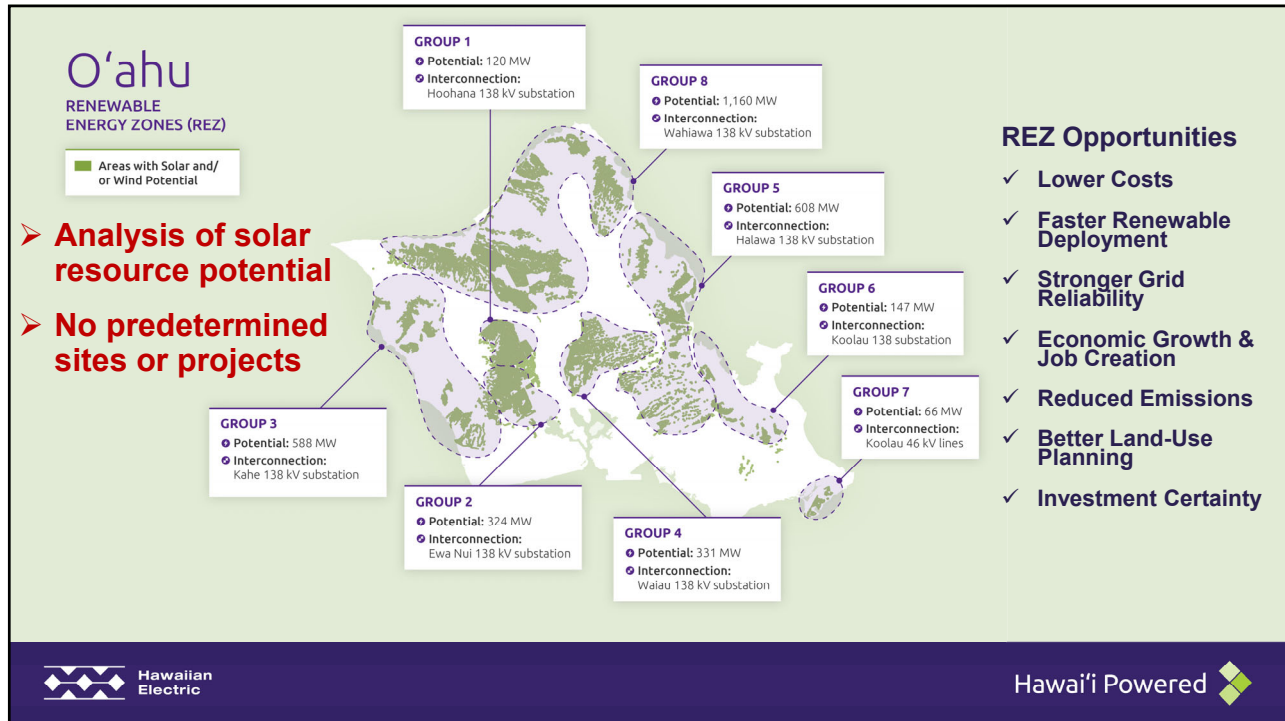 Oʻahu
RENEWABLE
ENERGY ZONES (REZ)
Areas with Solar and/
or Wind Potential
➢ Analysis of solar
resource potential
➢ No predetermined
sites or projects
GROUP 1
Potential: 120 MW
Interconnection:
Hoohana 138 kV substation
GROUP 8
Potential: 1,160 MW
Interconnection:
Wahiawa 138 kV substation
GROUP 5
Potential: 608 MW
Interconnection:
Halawa 138 kV substation
GROUP 6
Potential: 147 MW
Interconnection:
Koolau 138 substation
GROUP 7
Potential: 66 MW
Interconnection:
Koolau 46 kV lines
GROUP 3
Potential: 588 MW
Interconnection:
Kahe 138 kV substation
GROUP 2
Potential: 324 MW
Interconnection:
Ewa Nui 138 kV substation
GROUP 4
Potential: 331 MW
Interconnection:
Waiau 138 kV substation
REZ Opportunities
✓ Lower Costs
✓ Faster Renewable
Deployment
✓ Stronger Grid
Reliability
✓ Economic Growth &
Job Creation
✓ Reduced Emissions
✓ Better Land-Use
Planning
✓ Investment Certainty
Hawaiian
Electric
Hawaiʻi Powered